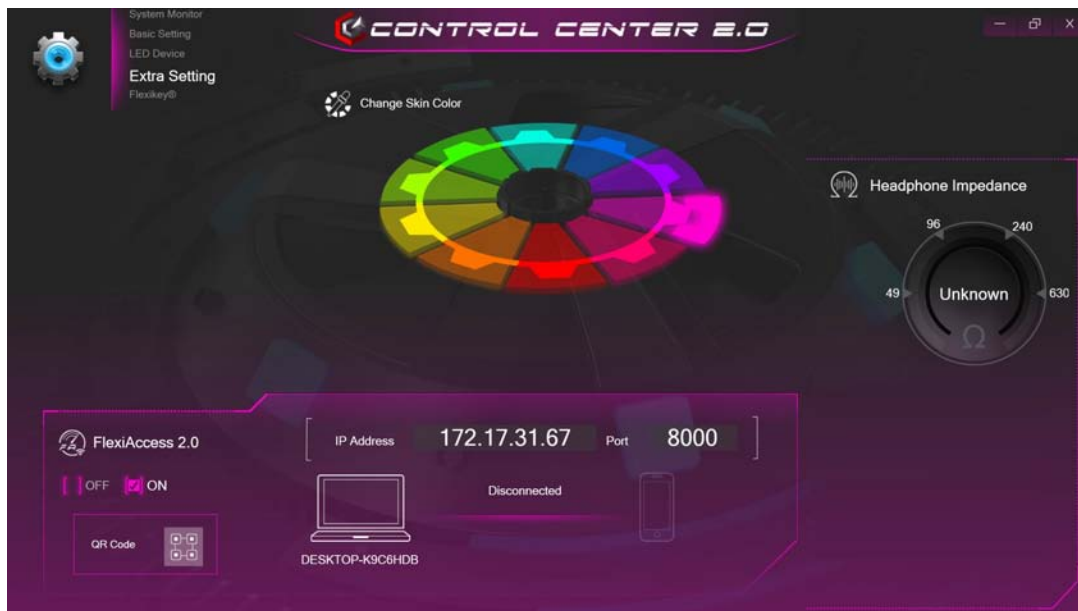 System Monitor
Basic Setting
LED Device
Extra Setting
Flexikey®
CONTROL CENTER 2.0
Change Skin Color
Headphone Impedance
96
240
49
Unknown
630
Ω
FlexiAccess 2.0
OFF
ON
QR Code
IP Address 172.17.31.67 Port 8000
Disconnected
DESKTOP-K9C6HDB